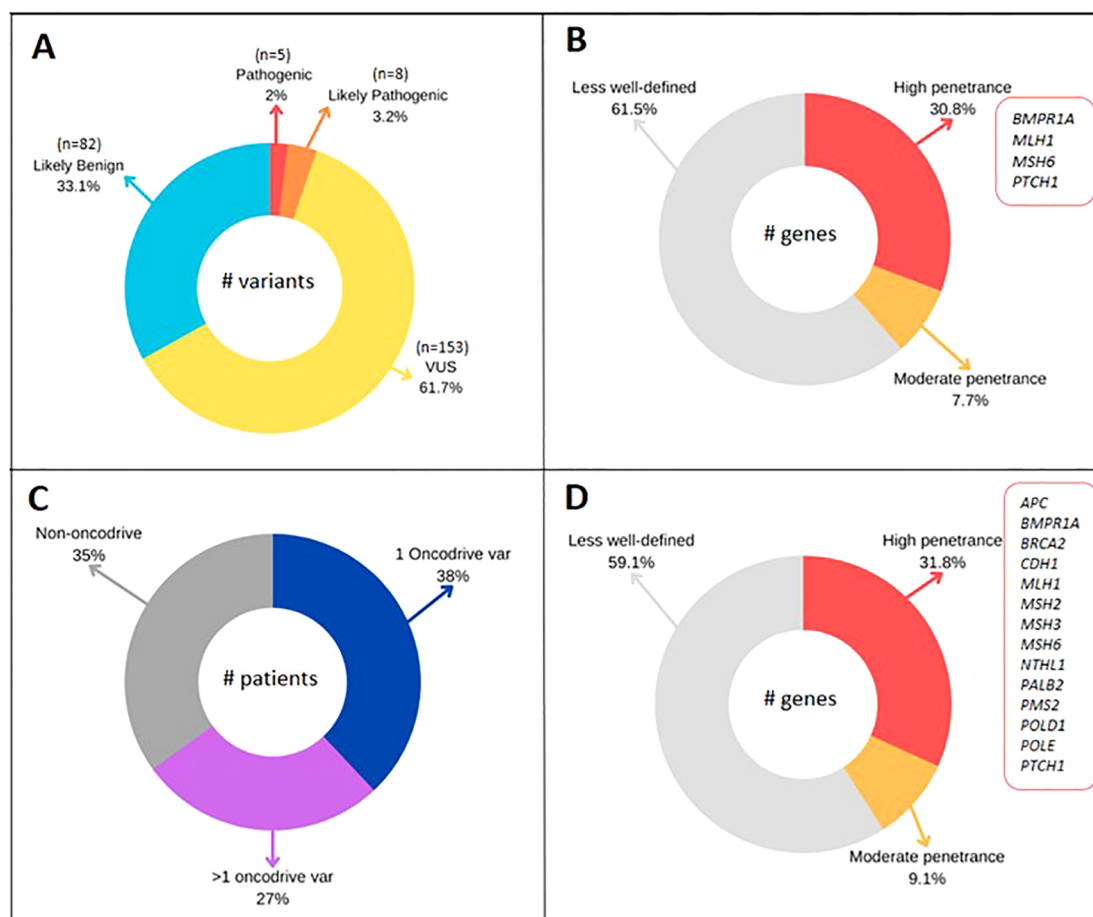 A
(n=5)
Pathogenic
2%
(n=8)
Likely Pathogenic
3.2%
(n=82)
Likely Benign
33.1%
# variants
(n=153)
VUS
61.7%
B
Less well-defined
61.5%
High penetrance
30.8%
BMPR1A
MLH1
MSH6
PTCH1
# genes
Moderate penetrance
7.7%
C
Non-oncodrive
35%
1 Oncodrive var
38%
# patients
>1 oncodrive var
27%
D
Less well-defined
59.1%
High penetrance
31.8%
APC
BMPR1A
BRCA2
CDH1
MLH1
MSH2
MSH3
MSH6
NTHL1
PALB2
PMS2
POLD1
POLE
PTCH1
# genes
Moderate penetrance
9.1%